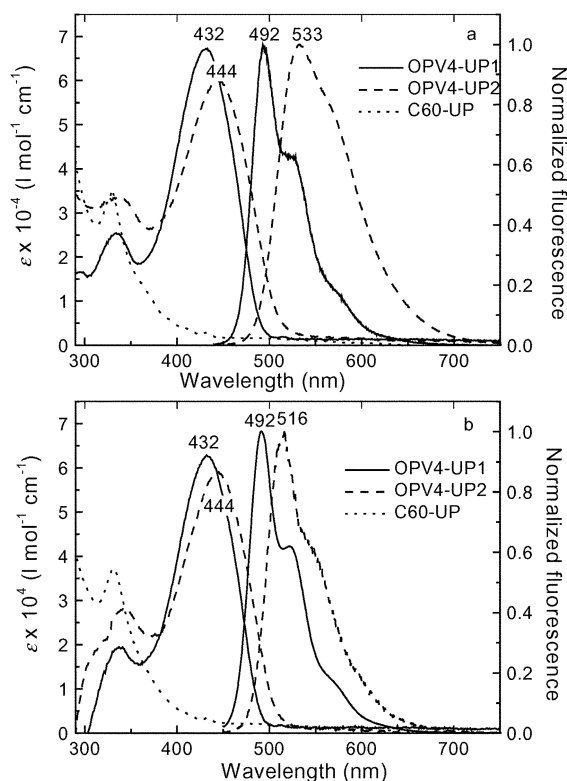 a
432 492 533
444
OPV4-UP1
OPV4-UP2
C60-UP
7
6
5
4
3
2
1
0
ε x 10⁻⁴ (l mol⁻¹ cm⁻¹)
1.0
0.8
0.6
0.4
0.2
0.0
Normalized fluorescence
300 400 500 600 700
Wavelength (nm)
b
432 492 516
444
OPV4-UP1
OPV4-UP2
C60-UP
7
6
5
4
3
2
1
0
ε x 10⁴ (l mol⁻¹ cm⁻¹)
1.0
0.8
0.6
0.4
0.2
0.0
Normalized fluorescence
300 400 500 600 700
Wavelength (nm)